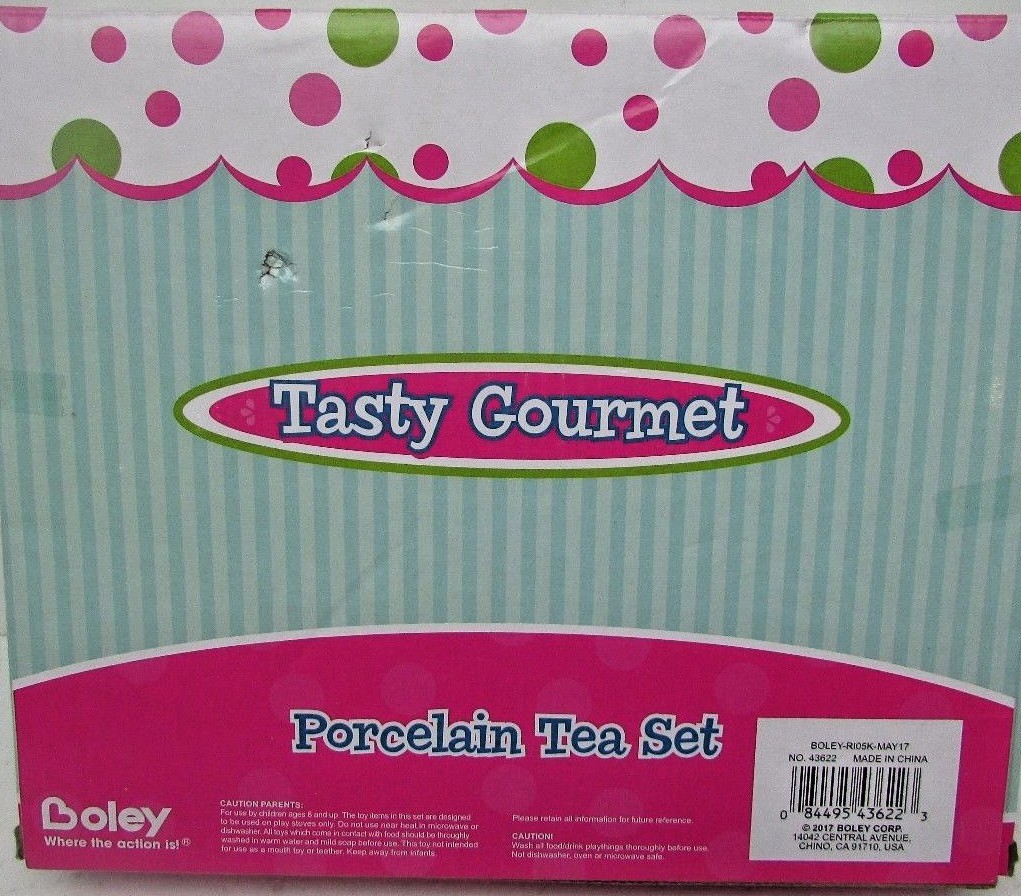 Tasty Gourmet
Porcelain Tea Set
Boley
Where the action is!®
CAUTION PARENTS:
For use by children ages 6 and up. The toy items in this set are designed
to be used on play stoves only. Do not use near heat in microwave or
dishwasher. All toys which come in contact with food should be throughly
washed in warm water and mild soap before use. This toy not intended
for use as a mouth toy or teether. Keep away from infants.
Please retain all information for future reference.
CAUTION!
Wash all food/drink playthings thoroughly before use.
Not dishwasher, oven or microwave safe.
BOLEY-RI05K-MAY17
NO. 43622 MADE IN CHINA
0 84495 43622 3
© 2017 BOLEY CORP.
14042 CENTRAL AVENUE,
CHINO, CA 91710, USA